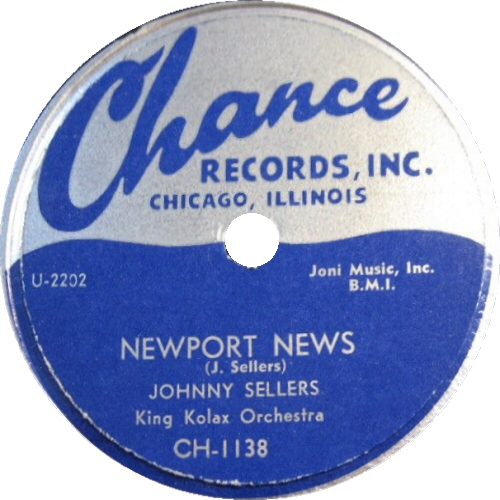 Chance
RECORDS, INC.
CHICAGO, ILLINOIS
U-2202
Joni Music, Inc.
B.M.I.
NEWPORT NEWS
(J. Sellers)
JOHNNY SELLERS
King Kolax Orchestra
CH-1138